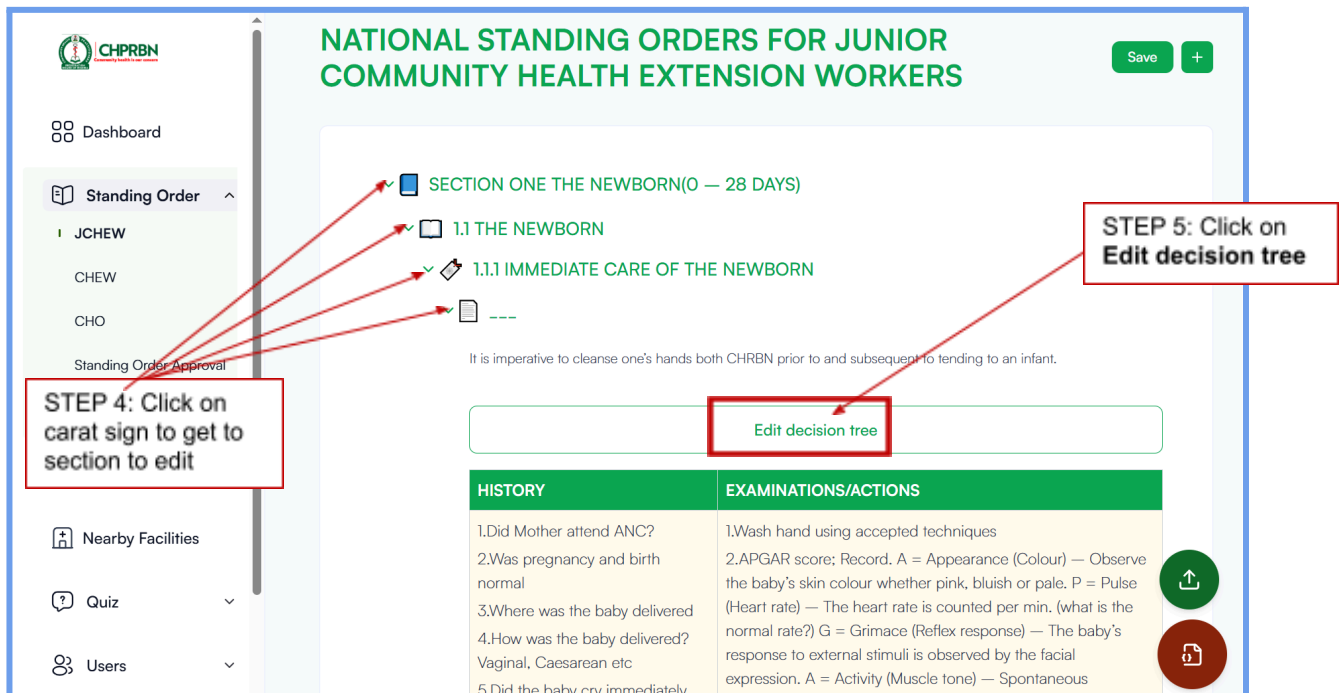 CHPRBN
Community health is our concern
NATIONAL STANDING ORDERS FOR JUNIOR
COMMUNITY HEALTH EXTENSION WORKERS
Save
+
Dashboard
Standing Order
JCHEW
CHEW
CHO
Standing Order Approval
STEP 4: Click on
carat sign to get to
section to edit
Nearby Facilities
Quiz
Users
SECTION ONE THE NEWBORN(0 – 28 DAYS)
1.1 THE NEWBORN
1.1.1 IMMEDIATE CARE OF THE NEWBORN
___
STEP 5: Click on
Edit decision tree
It is imperative to cleanse one's hands both CHRBN prior to and subsequent to tending to an infant.
Edit decision tree
HISTORY
1.Did Mother attend ANC?
2.Was pregnancy and birth
normal
3.Where was the baby delivered
4.How was the baby delivered?
Vaginal, Caesarean etc
5.Did the baby cry immediately
EXAMINATIONS/ACTIONS
1.Wash hand using accepted techniques
2.APGAR score; Record. A = Appearance (Colour) – Observe
the baby's skin colour whether pink, bluish or pale. P = Pulse
(Heart rate) – The heart rate is counted per min. (what is the
normal rate?) G = Grimace (Reflex response) – The baby's
response to external stimuli is observed by the facial
expression. A = Activity (Muscle tone) – Spontaneous